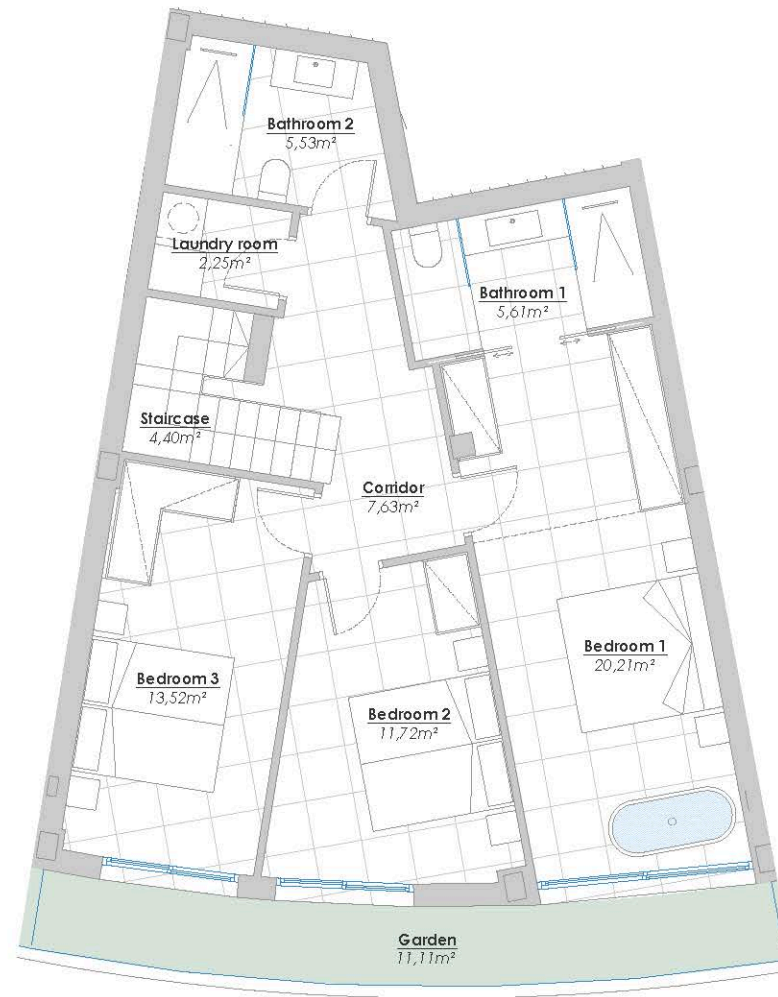 Bathroom 2
5,53m²
Laundry room
2,25m²
Bathroom 1
5,61m²
Staircase
4,40m²
Corridor
7,63m²
Bedroom 1
20,21m²
Bedroom 3
13,52m²
Bedroom 2
11,72m²
Garden
11,11m²